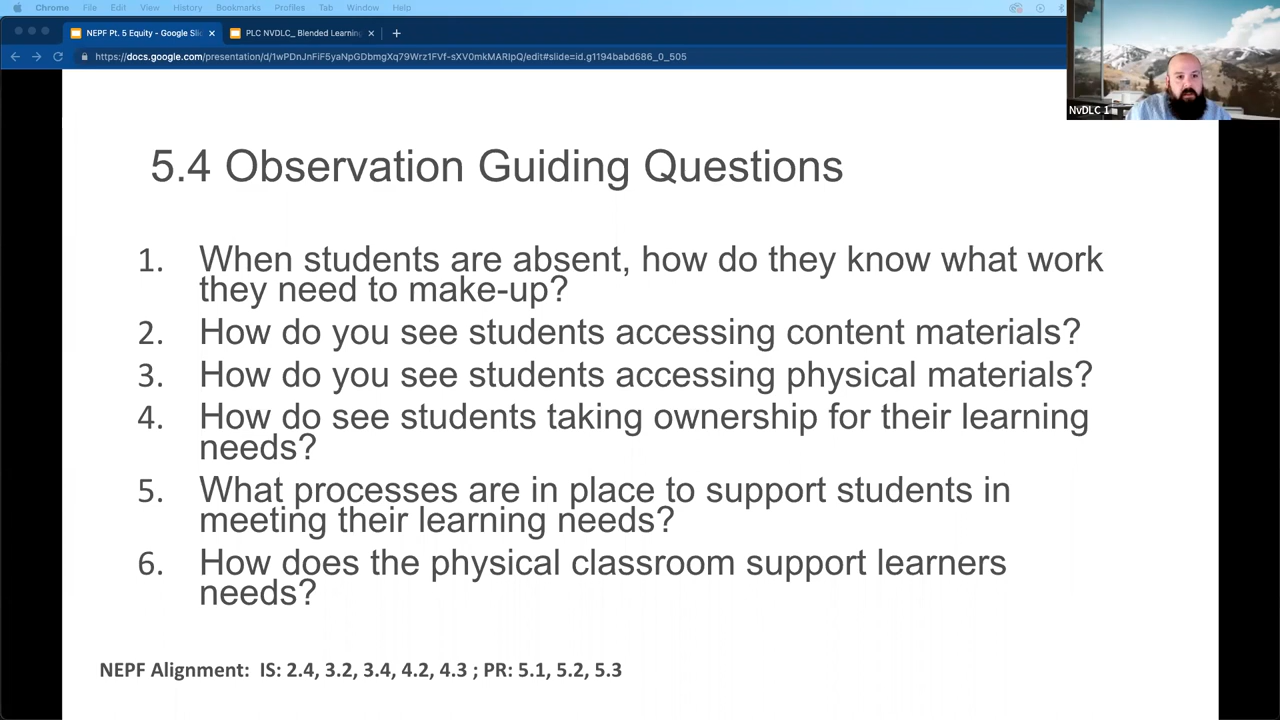 Chrome File Edit View History Bookmarks Profiles Tab Window Help
NEPF Pt. 5 Equity - Google Sli
PLC NVDLC_ Blended Learning
https://docs.google.com/presentation/d/1wPDnJnFiF5yaNpGDbmgXq79Wrz1FVf-sXV0mkMARIpQ/edit#slide=id.g1194babd686_0_505
NvDLC 1
5.4 Observation Guiding Questions
1. When students are absent, how do they know what work
they need to make-up?
2. How do you see students accessing content materials?
3. How do you see students accessing physical materials?
4. How do see students taking ownership for their learning
needs?
5. What processes are in place to support students in
meeting their learning needs?
6. How does the physical classroom support learners
needs?
NEPF Alignment: IS: 2.4, 3.2, 3.4, 4.2, 4.3 ; PR: 5.1, 5.2, 5.3